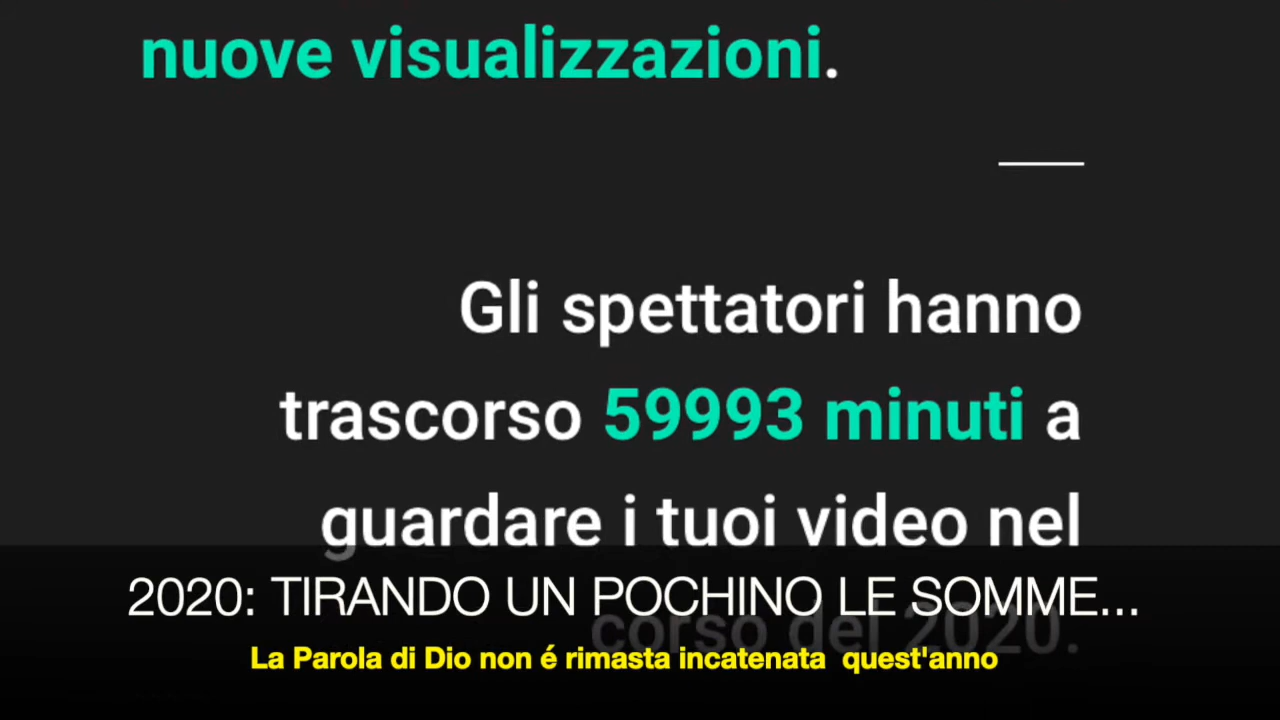 nuove visualizzazioni.
Gli spettatori hanno
trascorso 59993 minuti a
guardare i tuoi video nel
corso del 2020.
2020: TIRANDO UN POCHINO LE SOMME...
La Parola di Dio non é rimasta incatenata  quest'anno